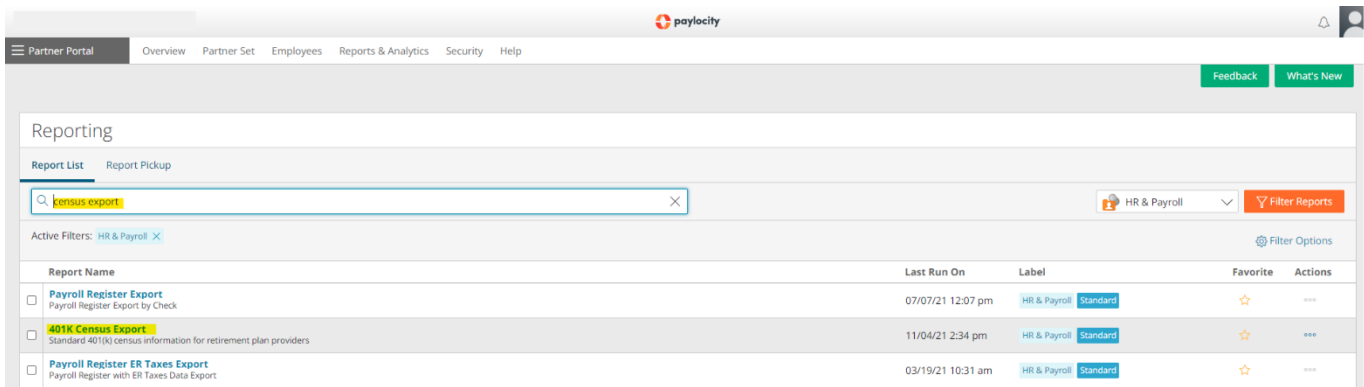 paylocity
Partner Portal Overview Partner Set Employees Reports & Analytics Security Help
Feedback What's New
Reporting
Report List Report Pickup
census export HR & Payroll Filter Reports
Active Filters: HR & Payroll Filter Options
Report Name Last Run On Label Favorite Actions
Payroll Register Export
Payroll Register Export by Check 07/07/21 12:07 pm HR & Payroll Standard
401K Census Export
Standard 401(k) census information for retirement plan providers 11/04/21 2:34 pm HR & Payroll Standard
Payroll Register ER Taxes Export
Payroll Register with ER Taxes Data Export 03/19/21 10:31 am HR & Payroll Standard